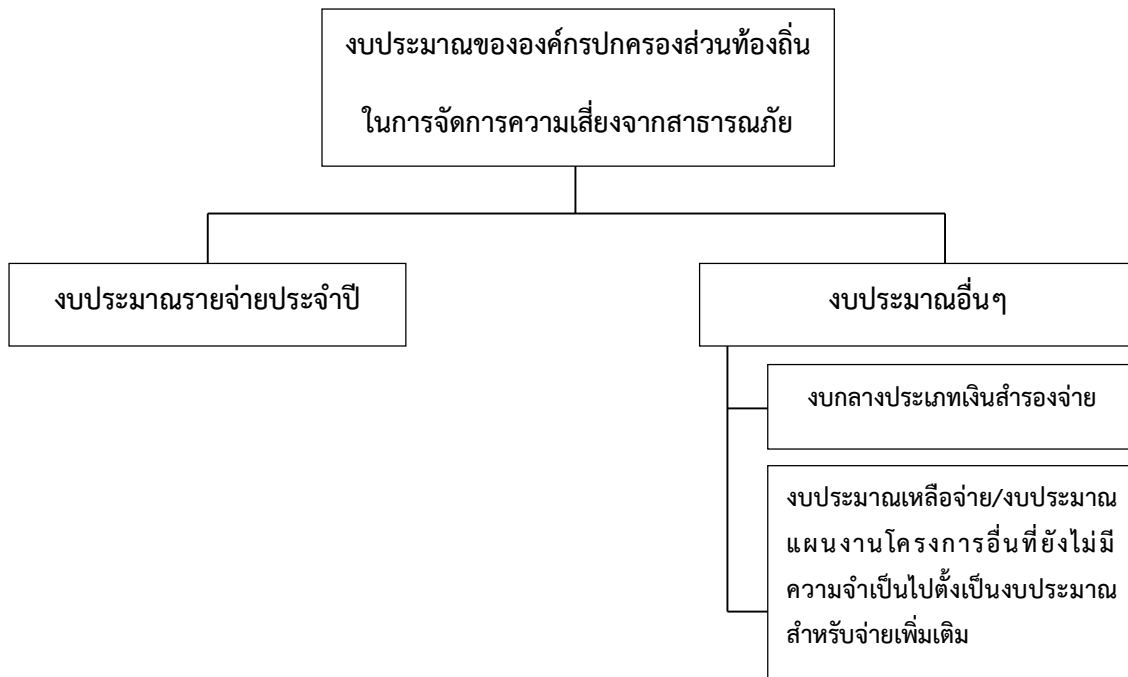 งบประมาณขององค์กรปกครองส่วนท้องถิ่น
ในการจัดการความเสี่ยงจากสาธารณภัย
งบประมาณรายจ่ายประจำปี
งบประมาณอื่นๆ
งบกลางประเภทเงินสำรองจ่าย
งบประมาณเหลือจ่าย/งบประมาณ
แผนงานโครงการอื่นที่ยังไม่มี
ความจำเป็นไปตั้งเป็นงบประมาณ
สำหรับจ่ายเพิ่มเติม